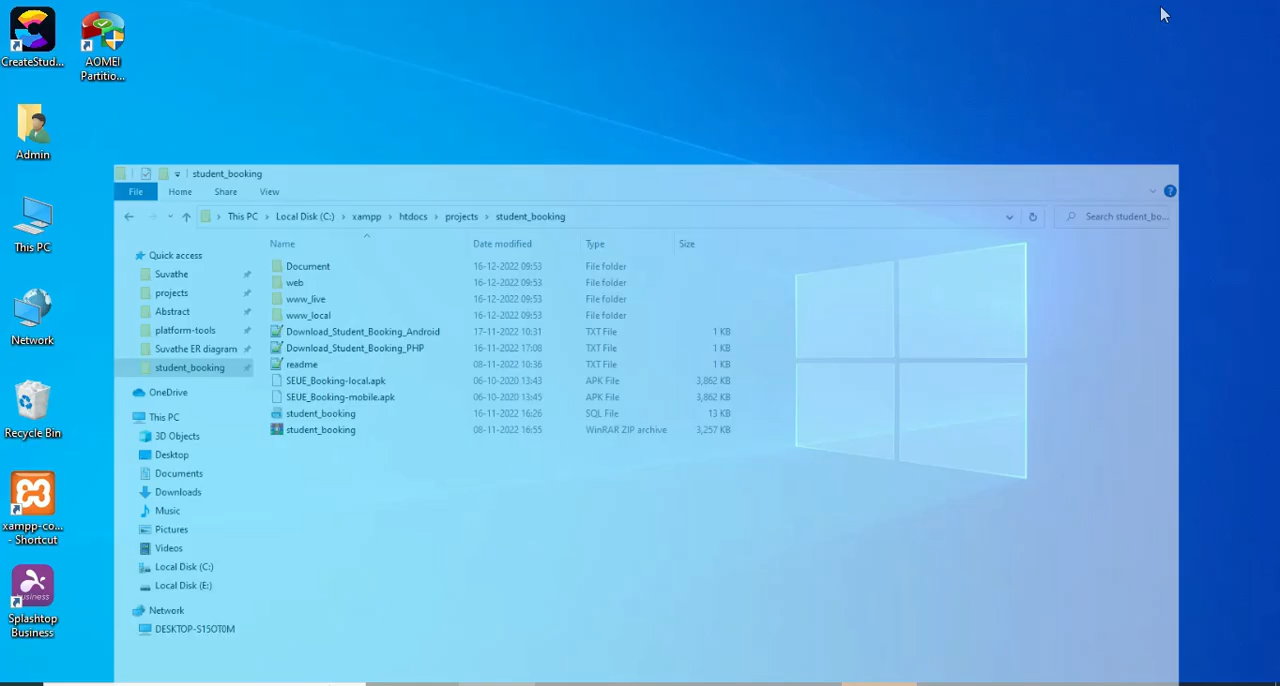 CreateStud...
AOMEI
Partitio...
Admin
This PC
Network
Recycle Bin
xampp-co...
- Shortcut
business
Splashtop
Business
student_booking
File Home Share View
This PC > Local Disk (C:) > xampp > htdocs > projects > student_booking
Search student_bo...
Name Date modified Type Size
Quick access
Suvathe
projects
Abstract
platform-tools
Suvathe ER diagram
student_booking
OneDrive
This PC
3D Objects
Desktop
Documents
Downloads
Music
Pictures
Videos
Local Disk (C:)
Local Disk (E:)
Network
DESKTOP-S15OT0M
Document 16-12-2022 09:53 File folder
web 16-12-2022 09:53 File folder
www_live 16-12-2022 09:53 File folder
www_local 16-12-2022 09:53 File folder
Download_Student_Booking_Android 17-11-2022 10:31 TXT File 1 KB
Download_Student_Booking_PHP 16-11-2022 17:08 TXT File 1 KB
readme 08-11-2022 10:36 TXT File 1 KB
SEUE_Booking-local.apk 06-10-2020 13:43 APK File 3,862 KB
SEUE_Booking-mobile.apk 06-10-2020 13:45 APK File 3,862 KB
student_booking 16-11-2022 16:26 SQL File 13 KB
student_booking 08-11-2022 16:55 WinRAR ZIP archive 3,257 KB